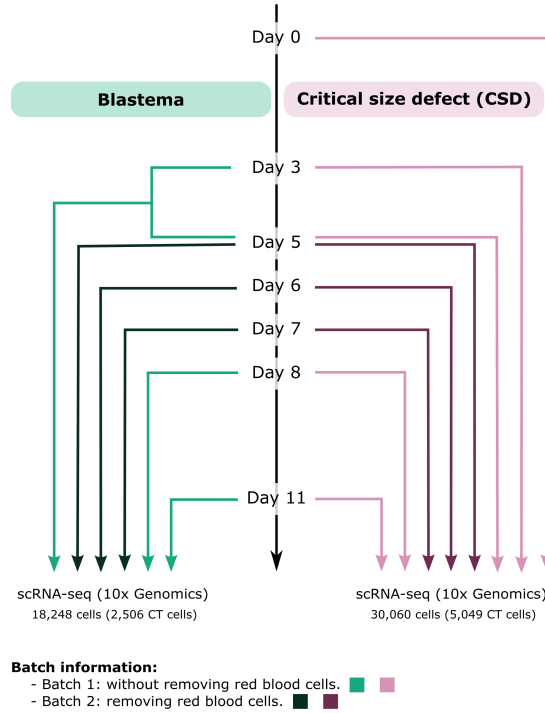 Day 0
Blastema
Critical size defect (CSD)
Day 3
Day 5
Day 6
Day 7
Day 8
Day 11
scRNA-seq (10x Genomics)
18,248 cells (2,506 CT cells)
scRNA-seq (10x Genomics)
30,060 cells (5,049 CT cells)
Batch information:
- Batch 1: without removing red blood cells.
- Batch 2: removing red blood cells.